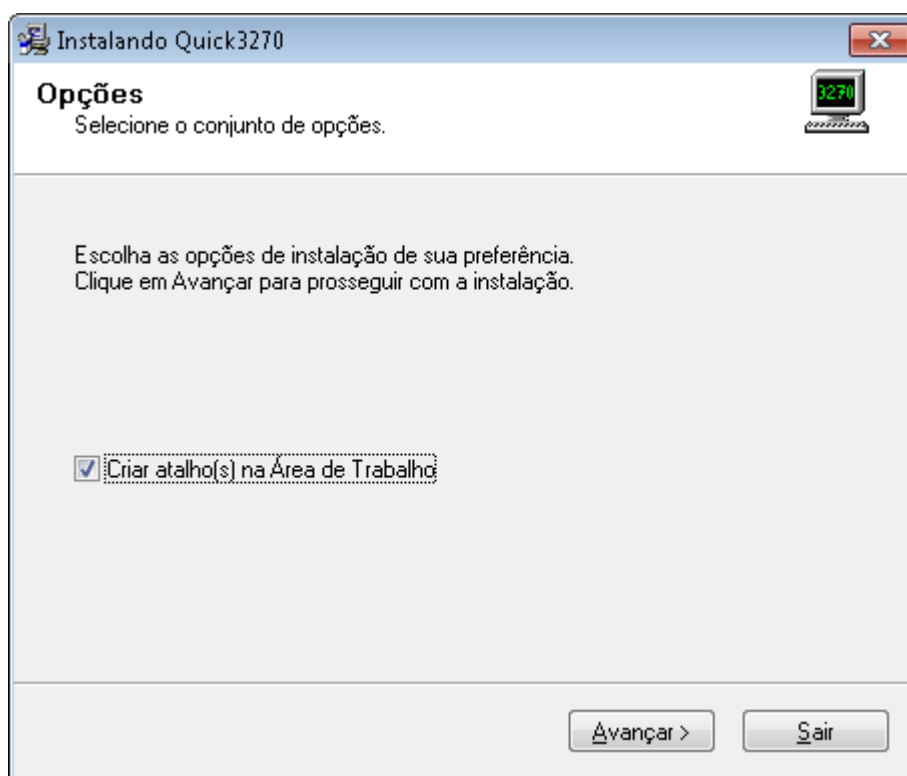 Instalando Quick3270
Opções
Selecione o conjunto de opções.
3270
Escolha as opções de instalação de sua preferência.
Clique em Avançar para prosseguir com a instalação.
Criar atalho(s) na Área de Trabalho
Avançar >
Sair